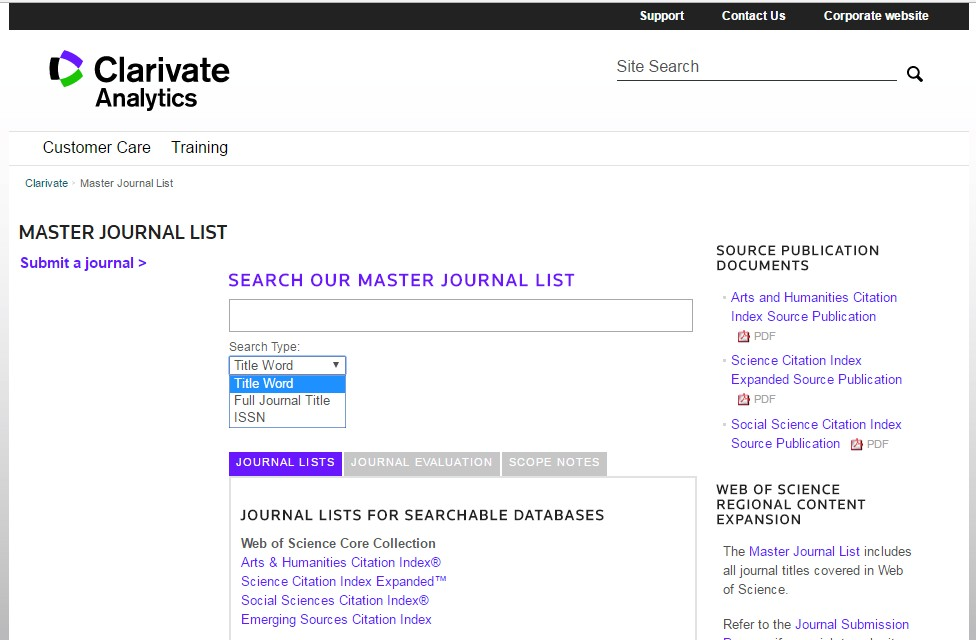 Support Contact Us Corporate website
Clarivate
Analytics
Site Search
Customer Care Training
Clarivate Master Journal List
MASTER JOURNAL LIST
Submit a journal >
SEARCH OUR MASTER JOURNAL LIST
Search Type:
Title Word
Title Word
Full Journal Title
ISSN
JOURNAL LISTS JOURNAL EVALUATION SCOPE NOTES
JOURNAL LISTS FOR SEARCHABLE DATABASES
Web of Science Core Collection
Arts & Humanities Citation Index®
Science Citation Index Expanded™
Social Sciences Citation Index®
Emerging Sources Citation Index
SOURCE PUBLICATION
DOCUMENTS
Arts and Humanities Citation
Index Source Publication
PDF
Science Citation Index
Expanded Source Publication
PDF
Social Science Citation Index
Source Publication PDF
WEB OF SCIENCE
REGIONAL CONTENT
EXPANSION
The Master Journal List includes
all journal titles covered in Web
of Science.
Refer to the Journal Submission